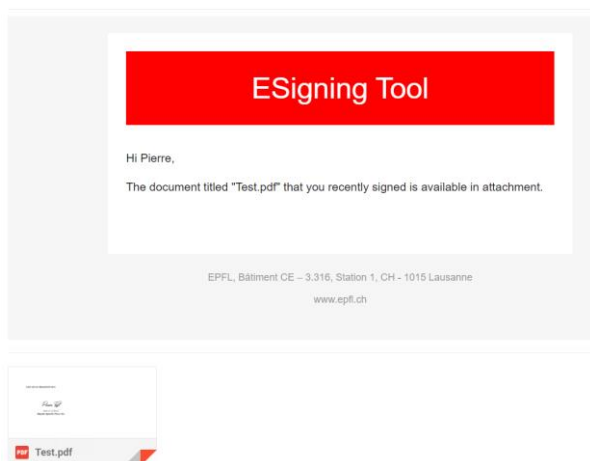 ESigning Tool
Hi Pierre,
The document titled "Test.pdf" that you recently signed is available in attachment.
EPFL, Bâtiment CE – 3.316, Station 1, CH - 1015 Lausanne
www.epfl.ch
PDF Test.pdf